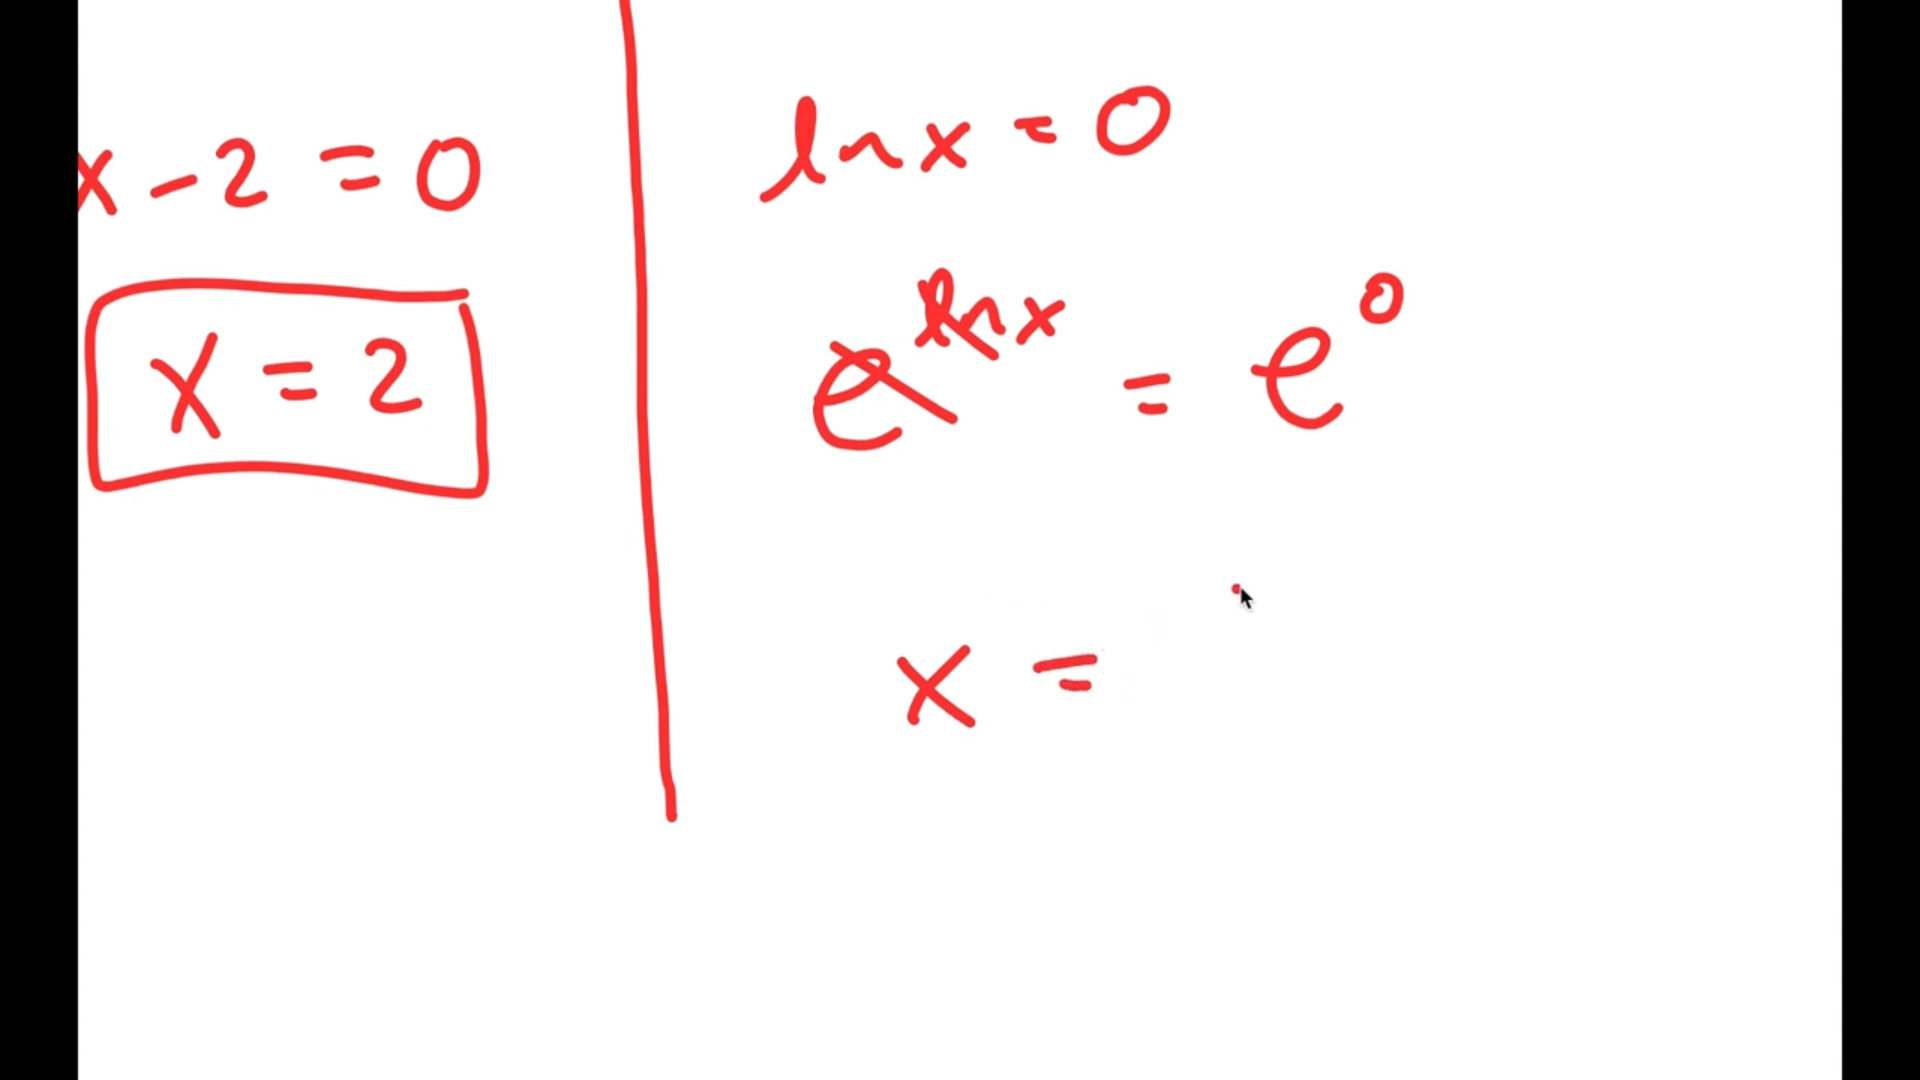 x - 2 = 0
x = 2
ln x = 0
e^ln x = e^0
x =